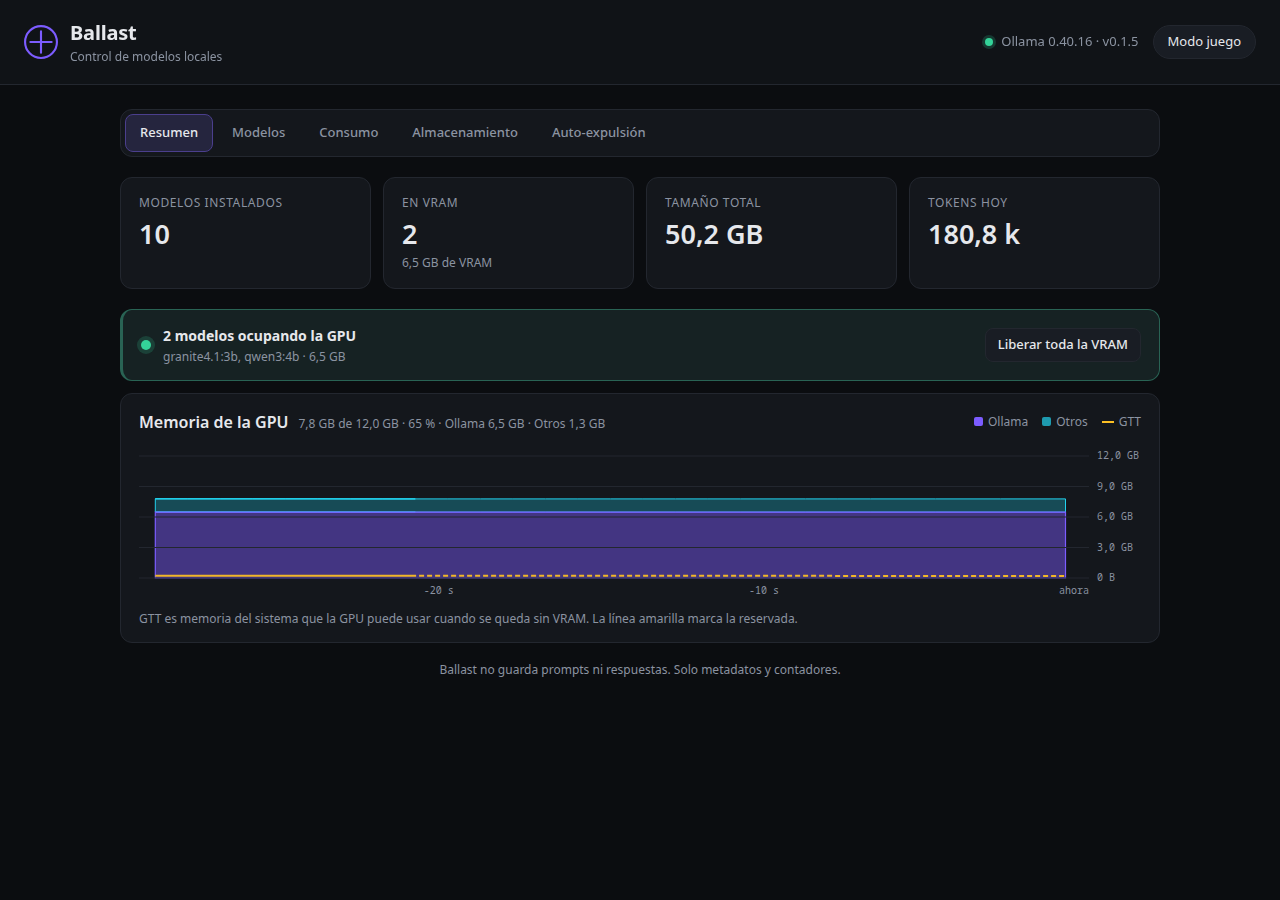 Ballast
Control de modelos locales
Ollama 0.40.16 · v0.1.5
Modo juego
Resumen
Modelos
Consumo
Almacenamiento
Auto-expulsión
MODELOS INSTALADOS
10
EN VRAM
2
6,5 GB de VRAM
TAMAÑO TOTAL
50,2 GB
TOKENS HOY
180,8 k
2 modelos ocupando la GPU
granite4.1:3b, qwen3:4b · 6,5 GB
Liberar toda la VRAM
Memoria de la GPU
7,8 GB de 12,0 GB · 65 % · Ollama 6,5 GB · Otros 1,3 GB
Ollama
Otros
GTT
12,0 GB
9,0 GB
6,0 GB
3,0 GB
0 B
-20 s
-10 s
ahora
GTT es memoria del sistema que la GPU puede usar cuando se queda sin VRAM. La línea amarilla marca la reservada.
Ballast no guarda prompts ni respuestas. Solo metadatos y contadores.